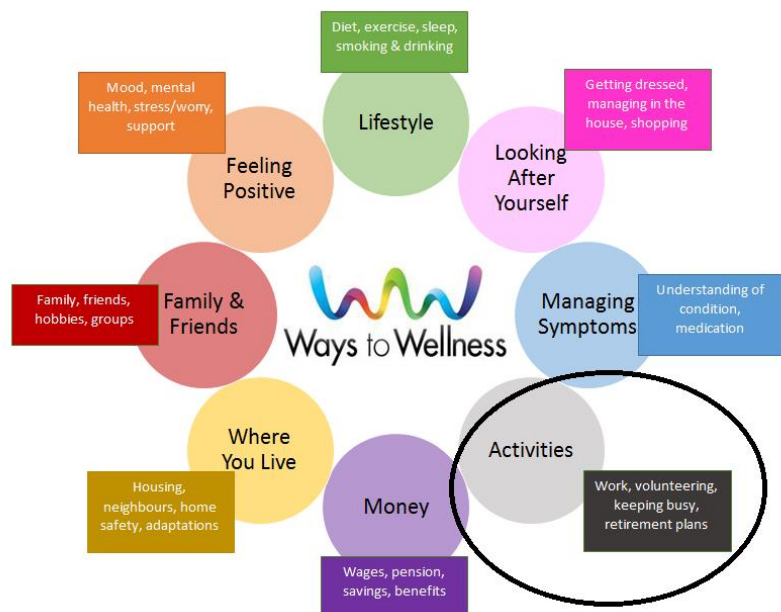 Diet, exercise, sleep,
smoking & drinking
Lifestyle
Mood, mental
health, stress/worry,
support
Feeling
Positive
Getting dressed,
managing in the
house, shopping
Looking
After
Yourself
Family, friends,
hobbies, groups
Family &
Friends
Ways to Wellness
Managing
Symptoms
Understanding of
condition,
medication
Where
You Live
Housing,
neighbours, home
safety, adaptations
Money
Wages, pension,
savings, benefits
Activities
Work, volunteering,
keeping busy,
retirement plans